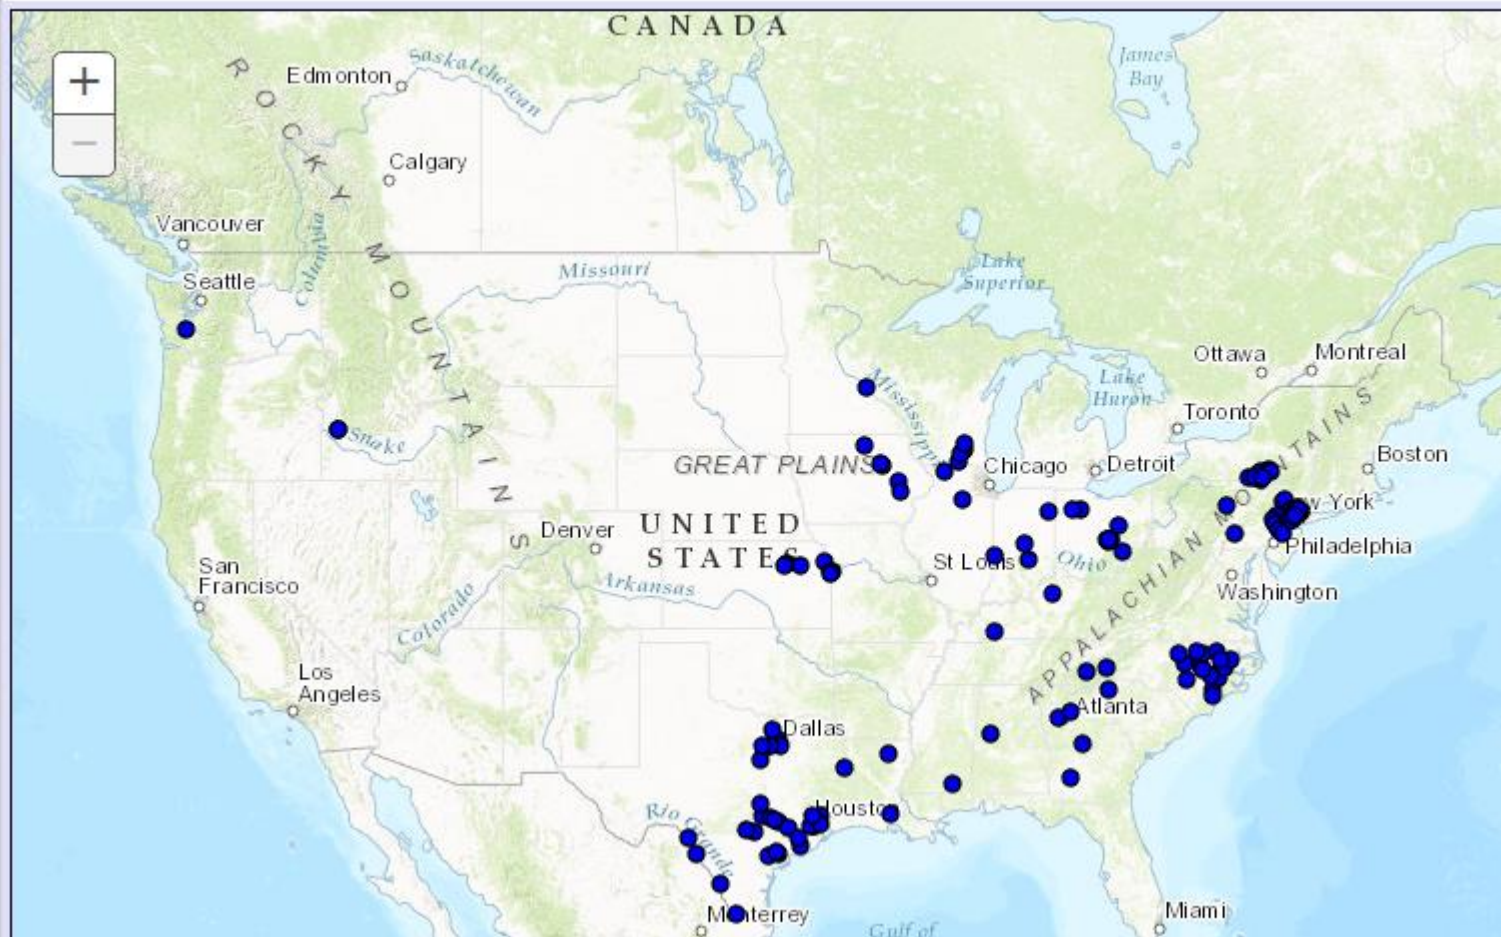 CANADA
+
−
Edmonton
Saskatchewan
James
Bay
ROCKY MOUNTAINS
Calgary
Columbia
Vancouver
Seattle
Missouri
Lake
Superior
Ottawa
Montreal
Mississippi
Lake
Huron
Toronto
Snake
GREAT PLAINS
Chicago
Detroit
Boston
ew York
Denver
UNITED
STATES
St Louis
Ohio
Philadelphia
San
Francisco
Colorado
Arkansas
Washington
APPALACHIAN MOUNTAINS
Los
Angeles
Atlanta
Dallas
Rio Grande
Houston
Monterrey
Miami
Gulf of